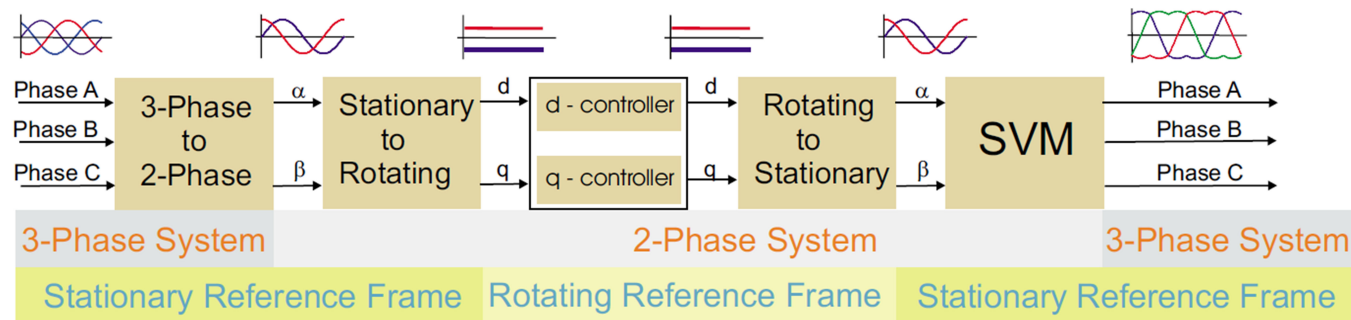 Phase A
Phase B
Phase C
3-Phase
to
2-Phase
α
β
Stationary
to
Rotating
d
q
d - controller
q - controller
d
q
Rotating
to
Stationary
α
β
SVM
Phase A
Phase B
Phase C
3-Phase System 2-Phase System 3-Phase System
Stationary Reference Frame Rotating Reference Frame Stationary Reference Frame